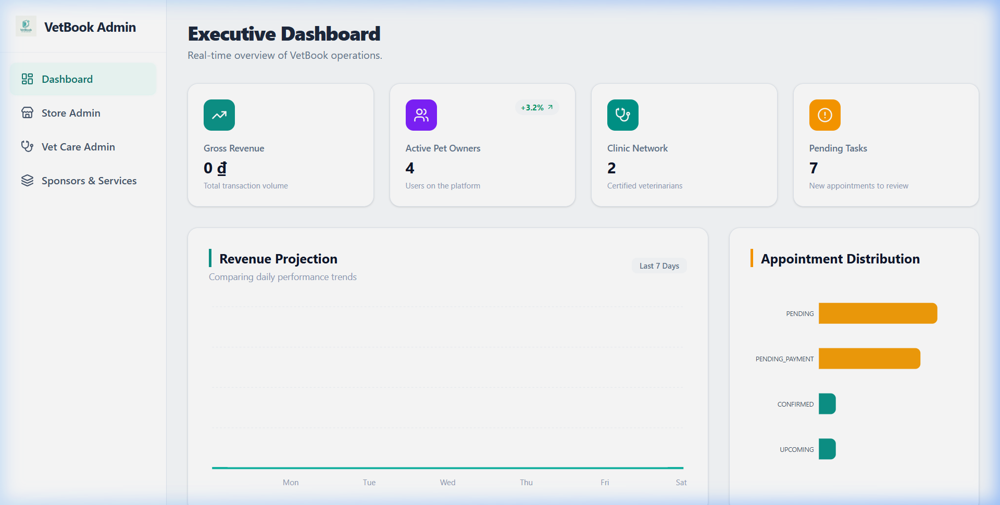 VetBook
VetBook Admin
Dashboard
Store Admin
Vet Care Admin
Sponsors & Services
Executive Dashboard
Real-time overview of VetBook operations.
Gross Revenue
0 ₫
Total transaction volume
+3.2%
Active Pet Owners
4
Users on the platform
Clinic Network
2
Certified veterinarians
Pending Tasks
7
New appointments to review
Revenue Projection
Comparing daily performance trends
Last 7 Days
Mon Tue Wed Thu Fri Sat
Appointment Distribution
PENDING
PENDING_PAYMENT
CONFIRMED
UPCOMING